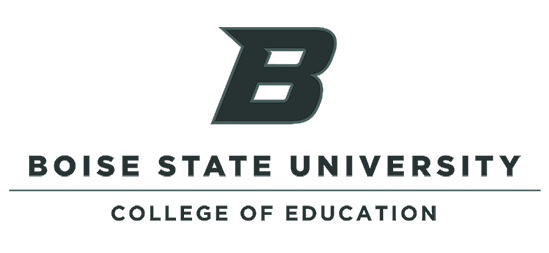 B
BOISE STATE UNIVERSITY
COLLEGE OF EDUCATION